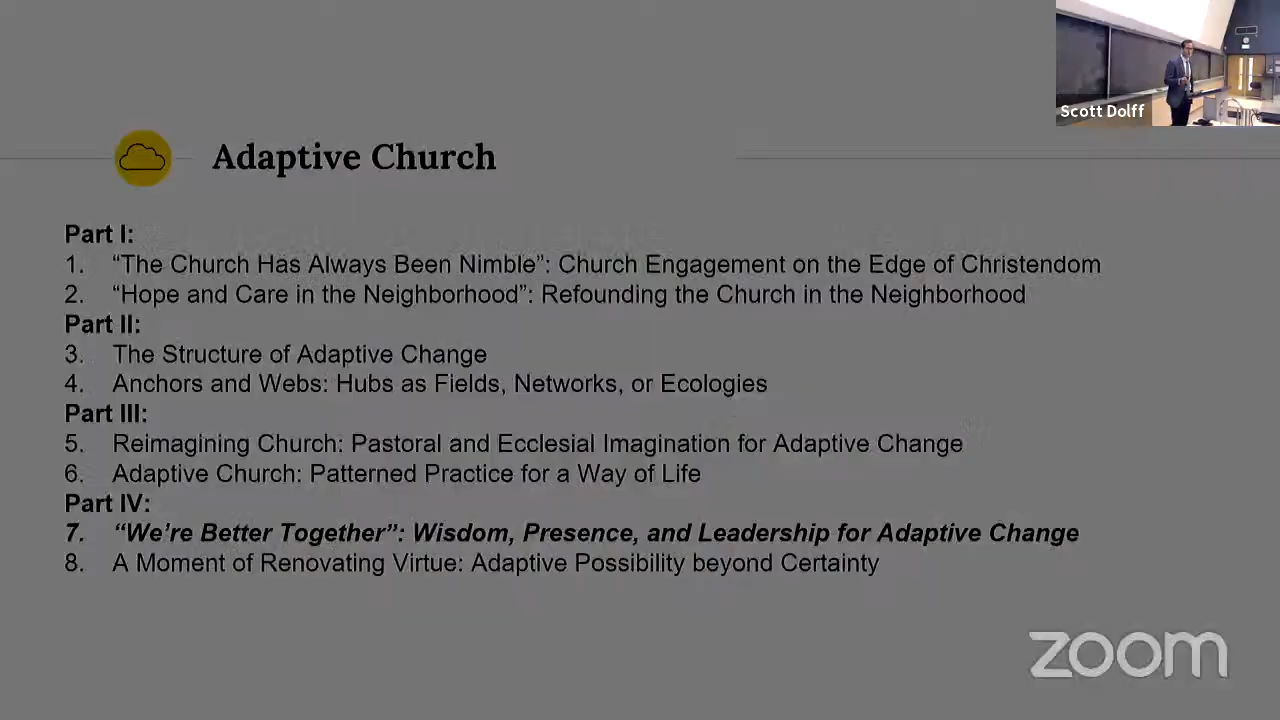 Scott Dolff
Adaptive Church
Part I:
1. “The Church Has Always Been Nimble”: Church Engagement on the Edge of Christendom
2. “Hope and Care in the Neighborhood”: Refounding the Church in the Neighborhood
Part II:
3. The Structure of Adaptive Change
4. Anchors and Webs: Hubs as Fields, Networks, or Ecologies
Part III:
5. Reimagining Church: Pastoral and Ecclesial Imagination for Adaptive Change
6. Adaptive Church: Patterned Practice for a Way of Life
Part IV:
7. “We’re Better Together”: Wisdom, Presence, and Leadership for Adaptive Change
8. A Moment of Renovating Virtue: Adaptive Possibility beyond Certainty
zoom